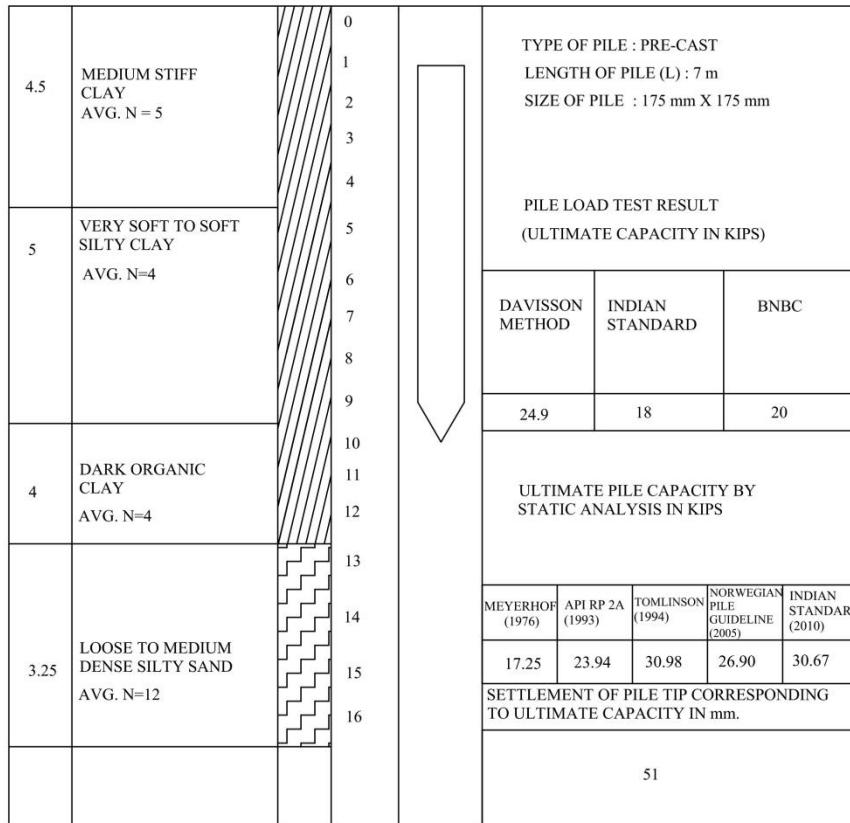 4.5
MEDIUM STIFF
CLAY
AVG. N = 5
5
VERY SOFT TO SOFT
SILTY CLAY
AVG. N=4
4
DARK ORGANIC
CLAY
AVG. N=4
3.25
LOOSE TO MEDIUM
DENSE SILTY SAND
AVG. N=12
0
1
2
3
4
5
6
7
8
9
10
11
12
13
14
15
16
TYPE OF PILE : PRE-CAST
LENGTH OF PILE (L) : 7 m
SIZE OF PILE : 175 mm X 175 mm
PILE LOAD TEST RESULT
(ULTIMATE CAPACITY IN KIPS)
DAVISSON
METHOD
INDIAN
STANDARD
BNBC
24.9
18
20
ULTIMATE PILE CAPACITY BY
STATIC ANALYSIS IN KIPS
MEYERHOF
(1976)
API RP 2A
(1993)
TOMLINSON
(1994)
NORWEGIAN
PILE
GUIDELINE
(2005)
INDIAN
STANDAR
(2010)
17.25
23.94
30.98
26.90
30.67
SETTLEMENT OF PILE TIP CORRESPONDING
TO ULTIMATE CAPACITY IN mm.
51